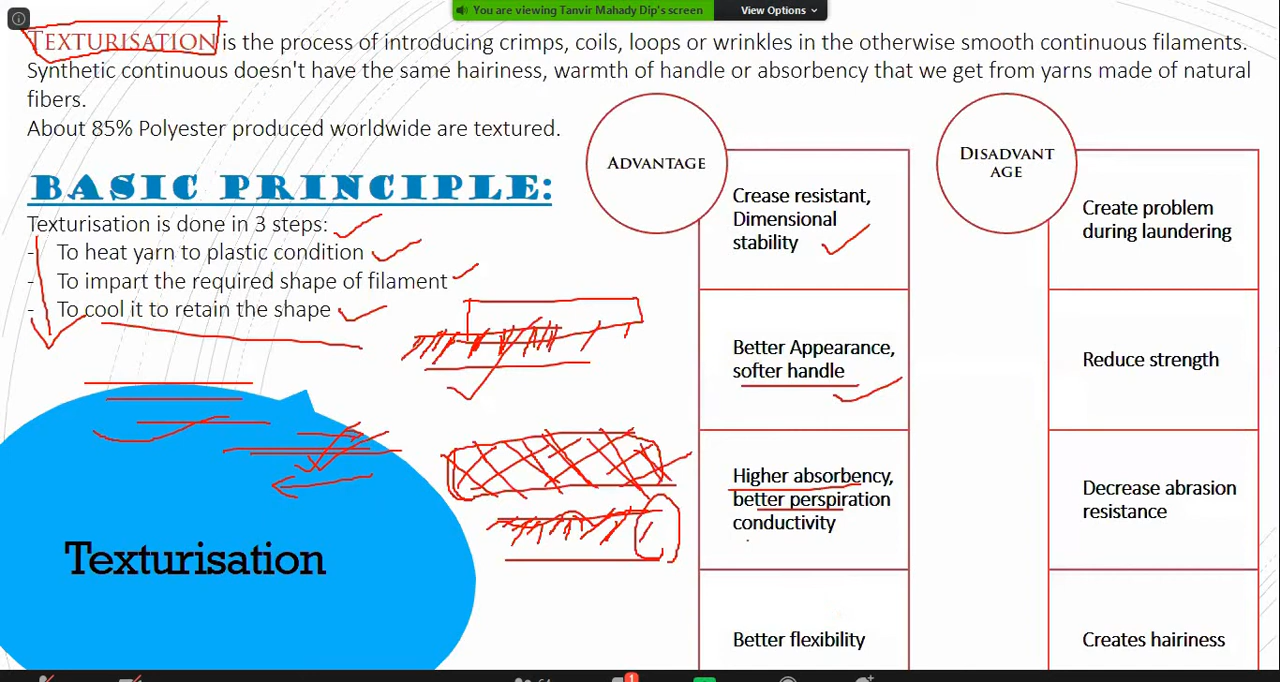 You are viewing Tanvir Mahady Dip's screen
View Options
TEXTURISATION is the process of introducing crimps, coils, loops or wrinkles in the otherwise smooth continuous filaments.
Synthetic continuous doesn't have the same hairiness, warmth of handle or absorbency that we get from yarns made of natural
fibers.
About 85% Polyester produced worldwide are textured.
BASIC PRINCIPLE:
Texturisation is done in 3 steps:
- To heat yarn to plastic condition
- To impart the required shape of filament
- To cool it to retain the shape
Texturisation
ADVANTAGE
Crease resistant,
Dimensional
stability
Better Appearance,
softer handle
Higher absorbency,
better perspiration
conductivity
Better flexibility
DISADVANT
AGE
Create problem
during laundering
Reduce strength
Decrease abrasion
resistance
Creates hairiness
1